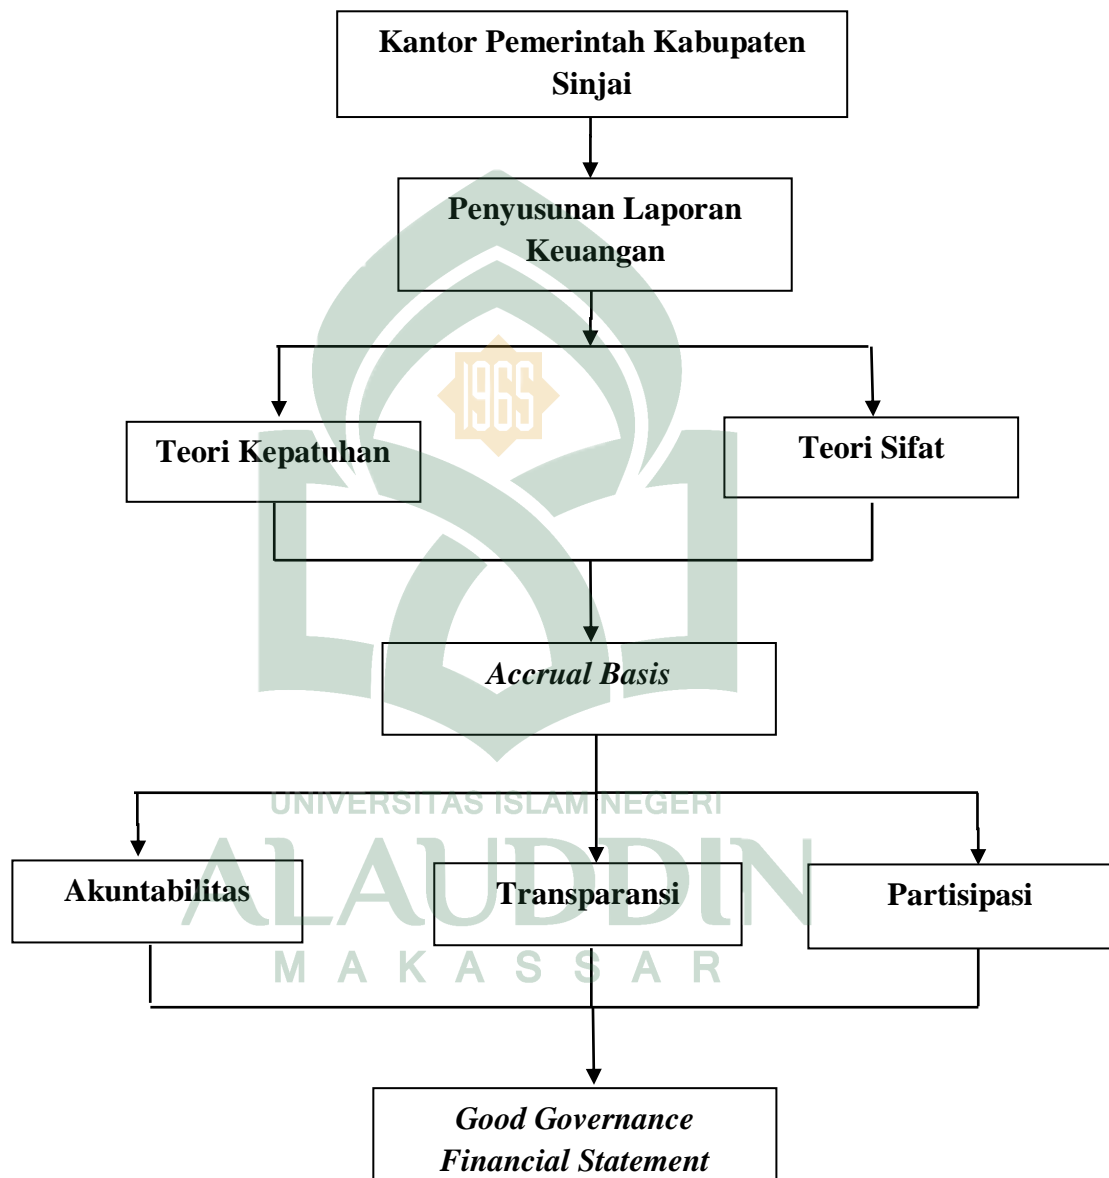 Kantor Pemerintah Kabupaten
Sinjai
Penyusunan Laporan
Keuangan
1965
Teori Kepatuhan
Teori Sifat
Accrual Basis
UNIVERSITAS ISLAM NEGERI
ALAUDDIN
MAKASSAR
Akuntabilitas
Transparansi
Partisipasi
Good Governance
Financial Statement